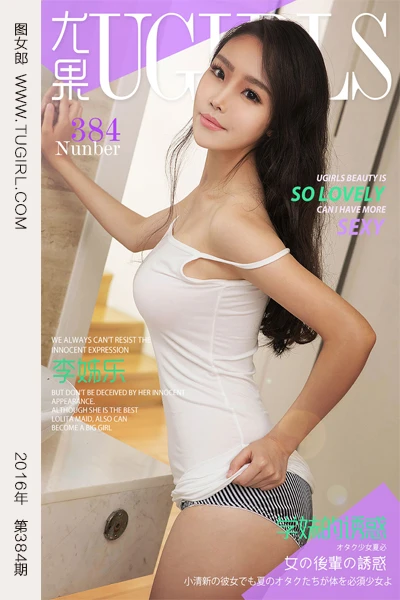 图女郎 WWW.TUGIRL.COM
2016年 第384期
尤果
UGIRLS
384
Nunber
UGIRLS BEAUTY IS
SO LOVELY
CAN I HAVE MORE
SEXY
WE ALWAYS CAN'T RESIST THE
INNOCENT EXPRESSION
李姊乐
BUT DON'T BE DECEIVED BY HER INNOCENT
APPEARANCE,
ALTHOUGH SHE IS THE BEST
LOLITA MAID, ALSO CAN
BECOME A BIG GIRL
学妹的诱惑
オタク少女夏必
女の後輩の誘惑
小清新の彼女でも夏のオタクたちが体を必須少女よ